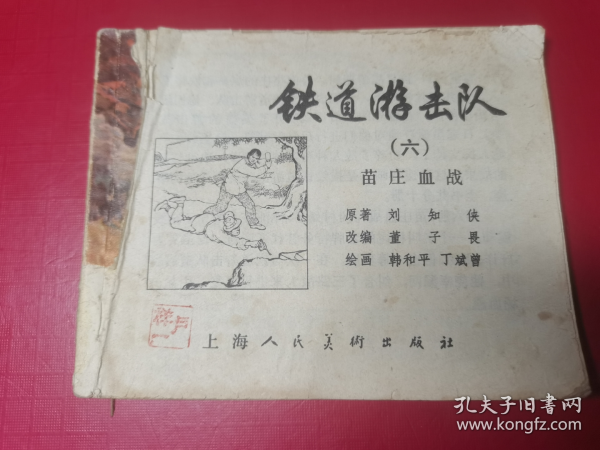 铁道游击队
（六）
苗庄血战
原著 刘知侠
改编 董子畏
绘画 韩和平 丁斌曾
上海人民美術出版社
孔夫子旧书网
www.kongfz.com